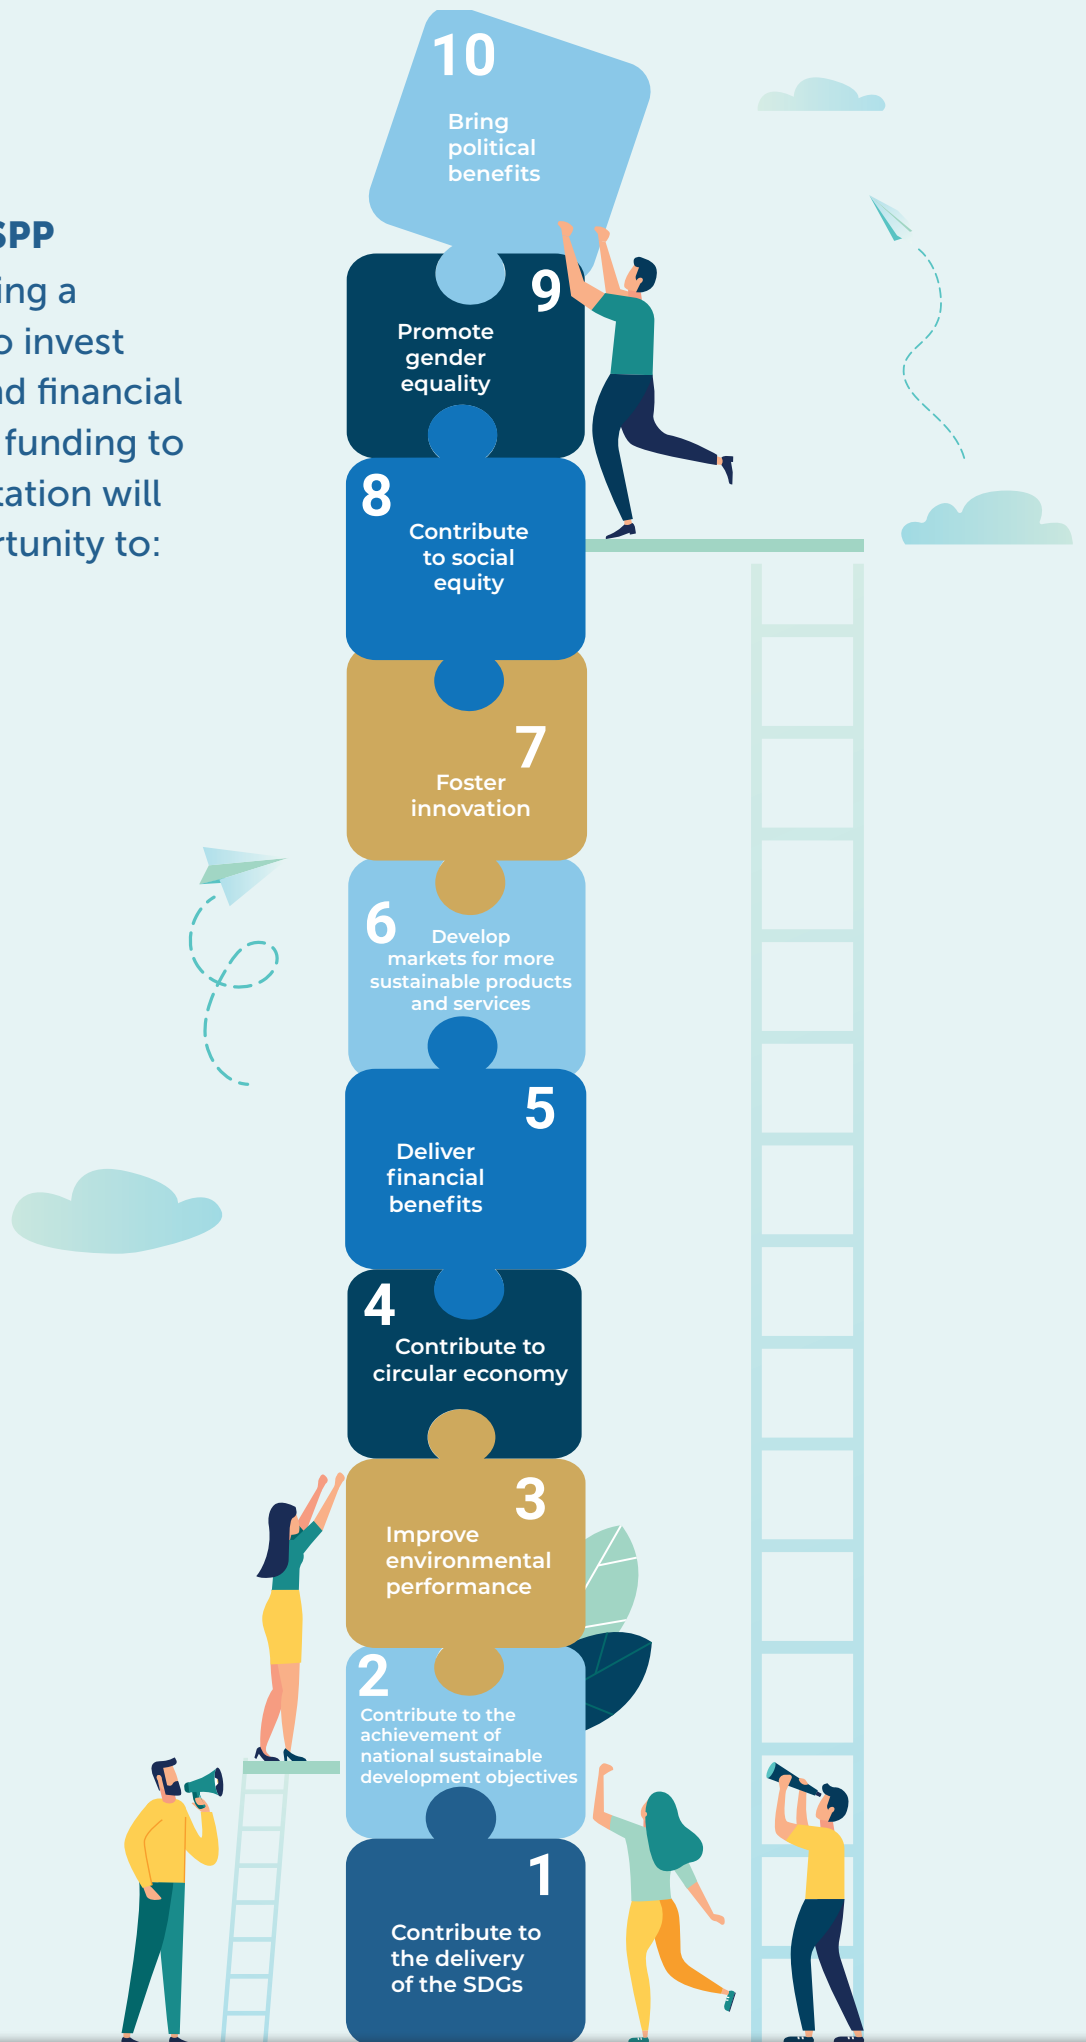 SPP
ing a
o invest
nd financial
funding to
tation will
rtunity to:
10
Bring
political
benefits
9
Promote
gender
equality
8
Contribute
to social
equity
7
Foster
innovation
6
Develop
markets for more
sustainable products
and services
5
Deliver
financial
benefits
4
Contribute to
circular economy
3
Improve
environmental
performance
2
Contribute to the
achievement of
national sustainable
development objectives
1
Contribute to
the delivery
of the SDGs